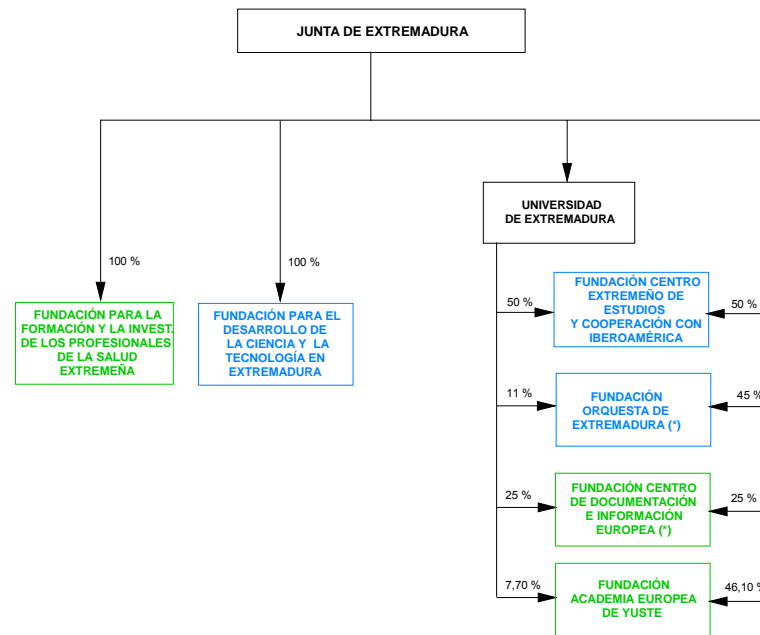 JUNTA DE EXTREMADURA
UNIVERSIDAD
DE EXTREMADURA
100 %
100 %
FUNDACIÓN PARA LA
FORMACIÓN Y LA INVEST.
DE LOS PROFESIONALES
DE LA SALUD
EXTREMEÑA
FUNDACIÓN PARA EL
DESARROLLO DE
LA CIENCIA Y LA
TECNOLOGÍA EN
EXTREMADURA
50 %
FUNDACIÓN CENTRO
EXTREMEÑO DE
ESTUDIOS
Y COOPERACIÓN CON
IBEROAMÉRICA
50 %
11 %
FUNDACIÓN
ORQUESTA DE
EXTREMADURA (*)
45 %
25 %
FUNDACIÓN CENTRO
DE DOCUMENTACIÓN
E INFORMACIÓN
EUROPEA (*)
25 %
7,70 %
FUNDACIÓN
ACADEMIA EUROPEA
DE YUSTE
46,10 %